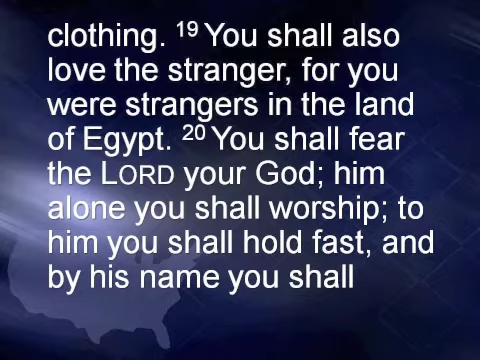 clothing. 19 You shall also
love the stranger, for you
were strangers in the land
of Egypt. 20 You shall fear
the LORD your God; him
alone you shall worship; to
him you shall hold fast, and
by his name you shall